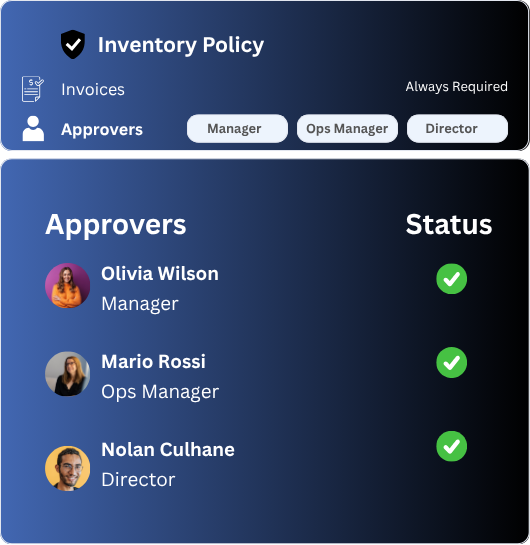 Inventory Policy
Invoices
Always Required
Approvers
Manager
Ops Manager
Director
Approvers
Status
Olivia Wilson
Manager
Mario Rossi
Ops Manager
Nolan Culhane
Director